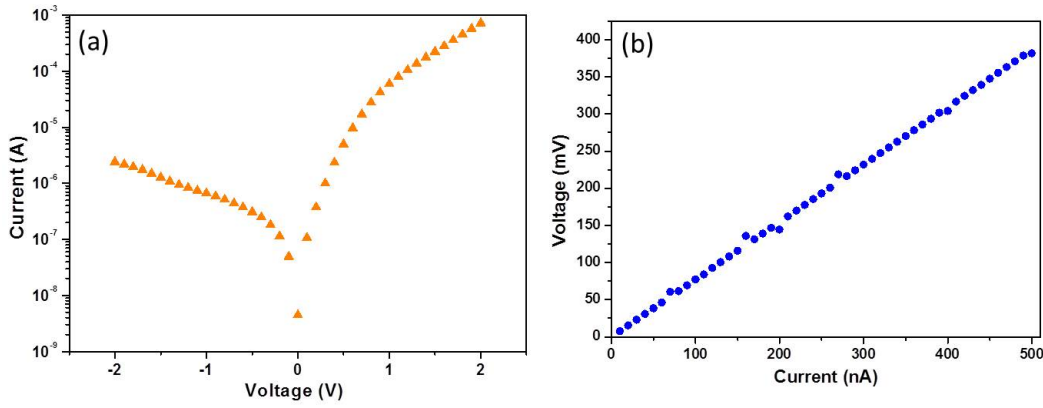 (a)
Current (A)
10⁻³
10⁻⁴
10⁻⁵
10⁻⁶
10⁻⁷
10⁻⁸
10⁻⁹
-2 -1 0 1 2
Voltage (V)
(b)
Voltage (mV)
400
350
300
250
200
150
100
50
0
0 100 200 300 400 500
Current (nA)